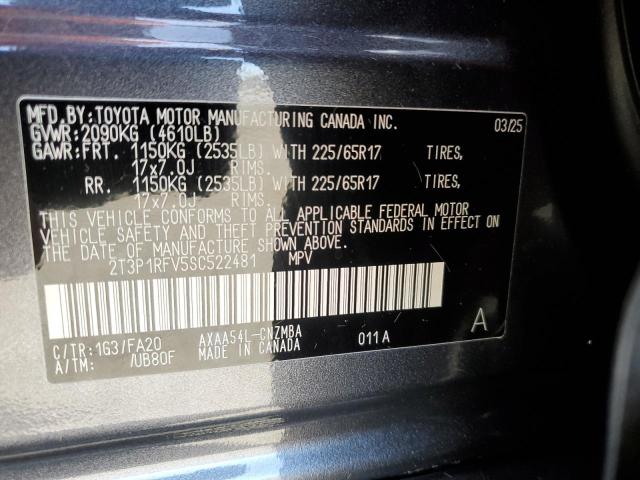 MFD.BY:TOYOTA MOTOR MANUFACTURING CANADA INC. 03/25
GVWR:2090KG (4610LB)
GAWR:FRT. 1150KG (2535LB) WITH 225/65R17 TIRES,
17x7.0J RIMS.
RR. 1150KG (2535LB) WITH 225/65R17 TIRES,
17x7.0J RIMS.
THIS VEHICLE CONFORMS TO ALL APPLICABLE FEDERAL MOTOR
VEHICLE SAFETY AND THEFT PREVENTION STANDARDS IN EFFECT ON
THE DATE OF MANUFACTURE SHOWN ABOVE.
2T3P1RFV5SC522481 MPV
C/TR:1G3/FA20 AXAA54L-CNZMBA 011A A
A/TM: /UB80F MADE IN CANADA